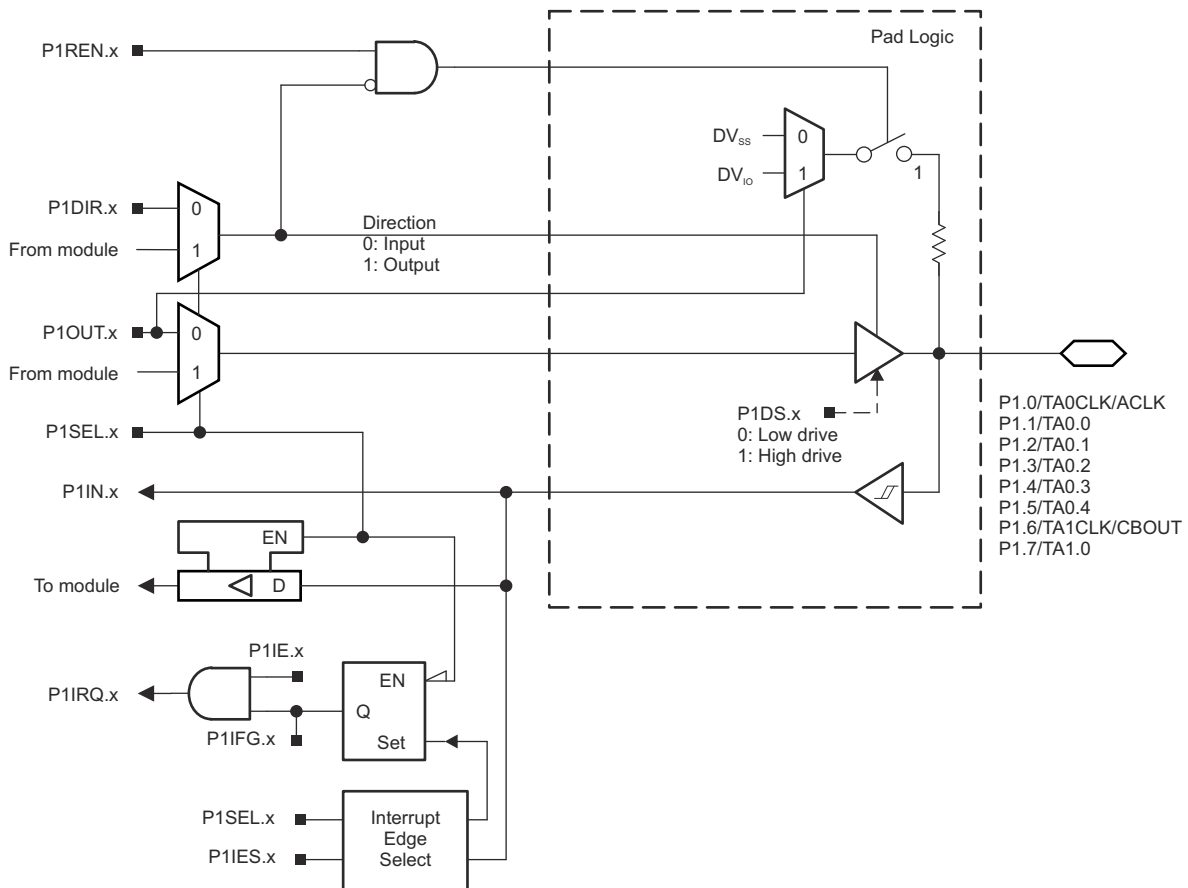 P1REN.x
Pad Logic
DVSS
0
DVIO
1
1
P1DIR.x
0
From module
1
Direction
0: Input
1: Output
P1OUT.x
0
From module
1
P1DS.x
0: Low drive
1: High drive
P1SEL.x
P1IN.x
EN
To module
D
P1.0/TA0CLK/ACLK
P1.1/TA0.0
P1.2/TA0.1
P1.3/TA0.2
P1.4/TA0.3
P1.5/TA0.4
P1.6/TA1CLK/CBOUT
P1.7/TA1.0
P1IE.x
P1IRQ.x
EN
Q
P1IFG.x
Set
P1SEL.x
P1IES.x
Interrupt
Edge
Select